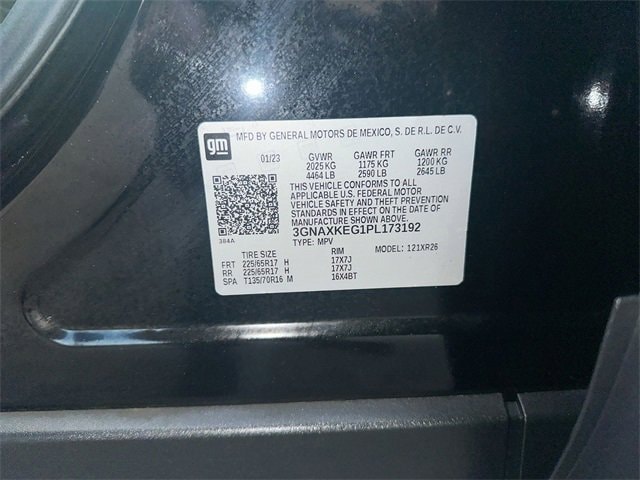 gm MFD BY GENERAL MOTORS DE MEXICO, S. DE R.L. DE C.V.
01/23 GVWR GAWR FRT GAWR RR
2025 KG 1175 KG 1200 KG
4464 LB 2590 LB 2645 LB
THIS VEHICLE CONFORMS TO ALL
APPLICABLE U.S. FEDERAL MOTOR
VEHICLE SAFETY AND THEFT PREVENTION
STANDARDS IN EFFECT ON THE DATE OF
MANUFACTURE SHOWN ABOVE.
3GNAXKEG1PL173192
384A TYPE: MPV MODEL: 121XR26
TIRE SIZE RIM
FRT 225/65R17 H 17X7J
RR 225/65R17 H 17X7J
SPA T135/70R16 M 16X4BT